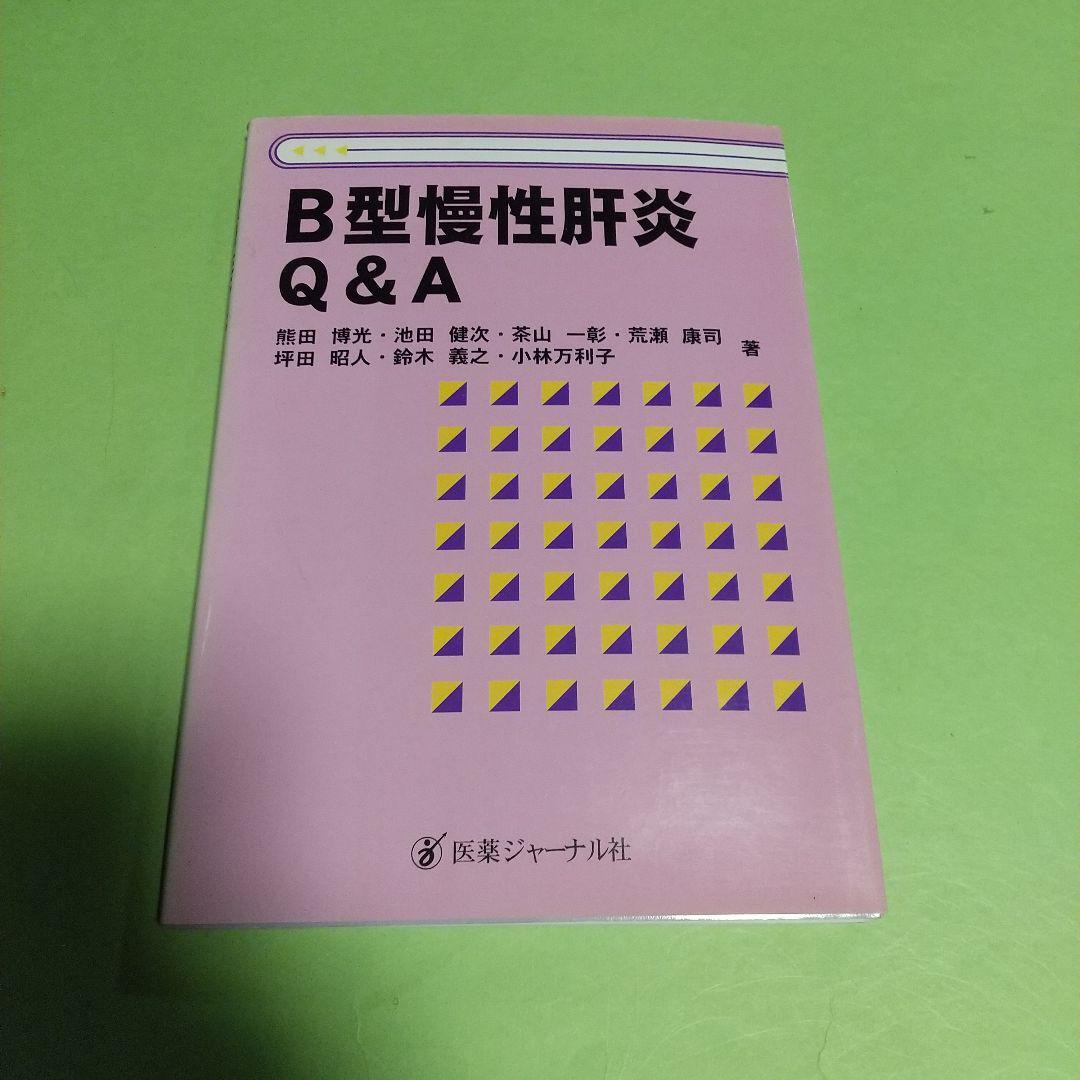 B型慢性肝炎
Q&A
熊田 博光・池田 健次・茶山 一彰・荒瀬 康司
坪田 昭人・鈴木 義之・小林万利子 著
医薬ジャーナル社